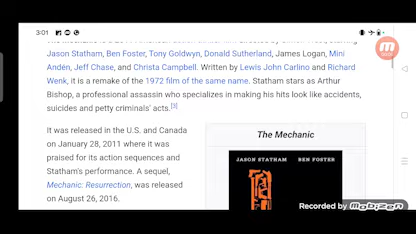 3:01
Jason Statham, Ben Foster, Tony Goldwyn, Donald Sutherland, James Logan, Mini
Andén, Jeff Chase, and Christa Campbell. Written by Lewis John Carlino and Richard
Wenk, it is a remake of the 1972 film of the same name. Statham stars as Arthur
Bishop, a professional assassin who specializes in making his hits look like accidents,
suicides and petty criminals' acts.[3]
It was released in the U.S. and Canada
on January 28, 2011 where it was
praised for its action sequences and
Statham's performance. A sequel,
Mechanic: Resurrection, was released
on August 26, 2016.
The Mechanic
JASON STATHAM BEN FOSTER
Recorded by Mobizen